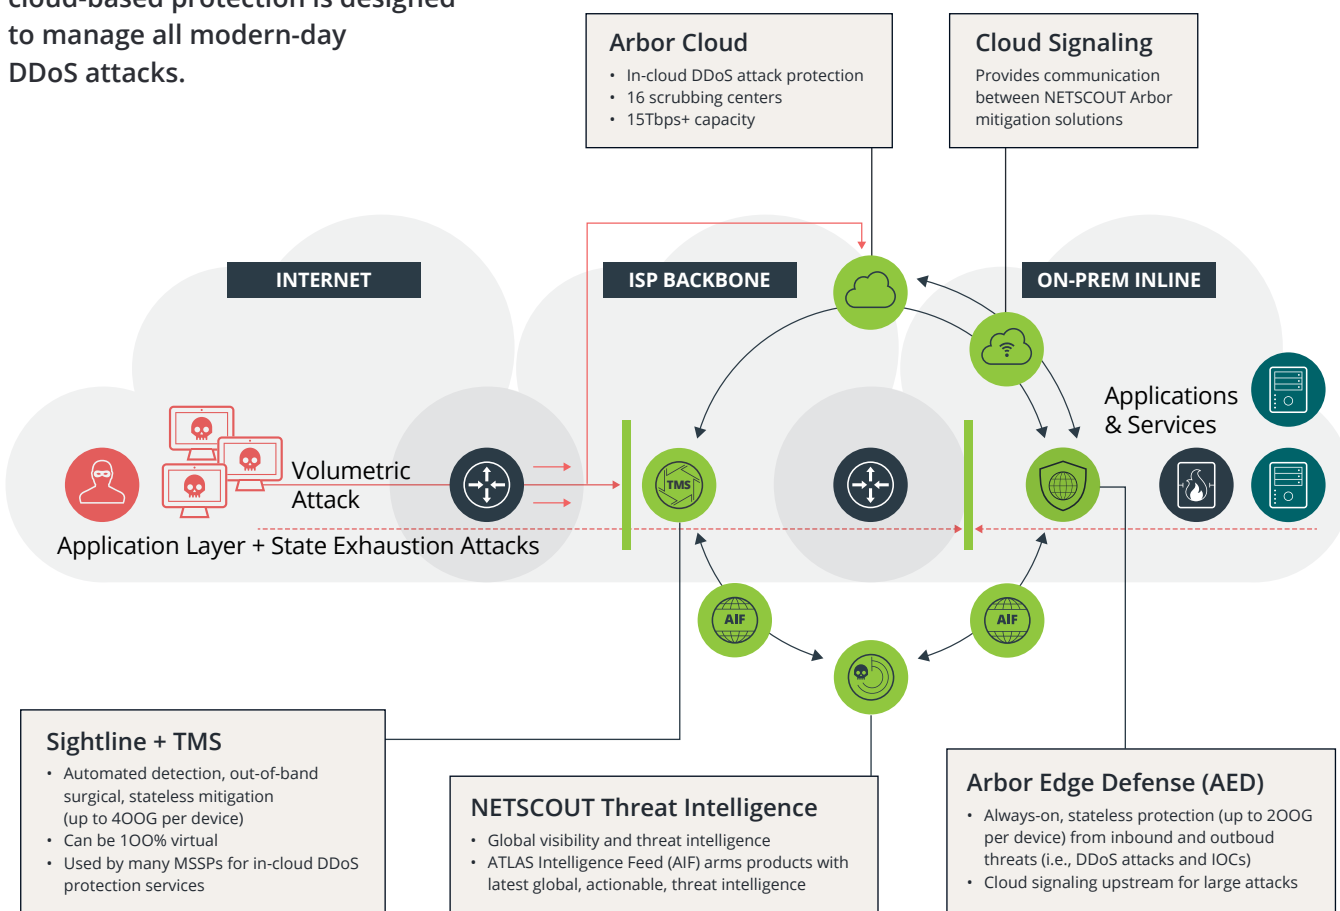 cloud-based protection is designed
to manage all modern-day
DDoS attacks.
Arbor Cloud
• In-cloud DDoS attack protection
• 16 scrubbing centers
• 15Tbps+ capacity
Cloud Signaling
Provides communication
between NETSCOUT Arbor
mitigation solutions
INTERNET
ISP BACKBONE
ON-PREM INLINE
Applications
& Services
Volumetric
Attack
TMS
Application Layer + State Exhaustion Attacks
AIF
AIF
Sightline + TMS
• Automated detection, out-of-band
surgical, stateless mitigation
(up to 400G per device)
• Can be 100% virtual
• Used by many MSSPs for in-cloud DDoS
protection services
NETSCOUT Threat Intelligence
• Global visibility and threat intelligence
• ATLAS Intelligence Feed (AIF) arms products with
latest global, actionable, threat intelligence
Arbor Edge Defense (AED)
• Always-on, stateless protection (up to 200G
per device) from inbound and outboud
threats (i.e., DDoS attacks and IOCs)
• Cloud signaling upstream for large attacks